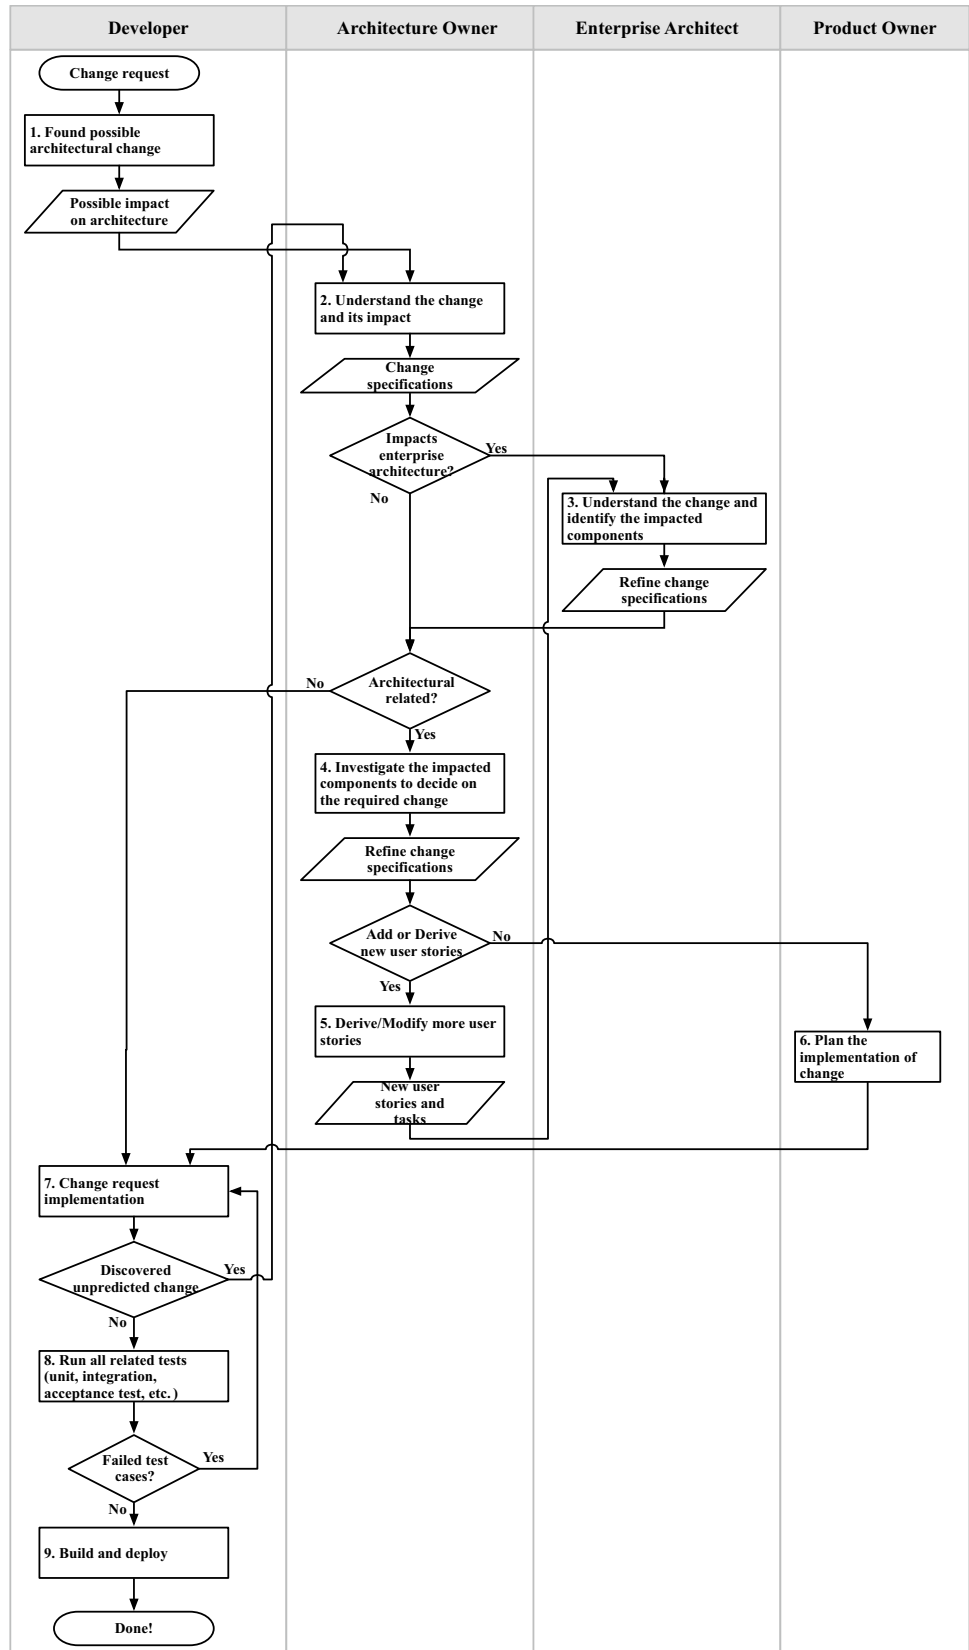 Developer
Architecture Owner
Enterprise Architect
Product Owner
Change request
1. Found possible
architectural change
Possible impact
on architecture
2. Understand the change
and its impact
Change
specifications
Impacts
enterprise
architecture?
Yes
No
3. Understand the change and
identify the impacted
components
Refine change
specifications
Architectural
related?
No
Yes
4. Investigate the impacted
components to decide on
the required change
Refine change
specifications
Add or Derive
new user stories
No
Yes
5. Derive/Modify more user
stories
6. Plan the
implementation of
change
New user
stories and
tasks
7. Change request
implementation
Discovered
unpredicted change
Yes
No
8. Run all related tests
(unit, integration,
acceptance test, etc. )
Failed test
cases?
Yes
No
9. Build and deploy
Done!